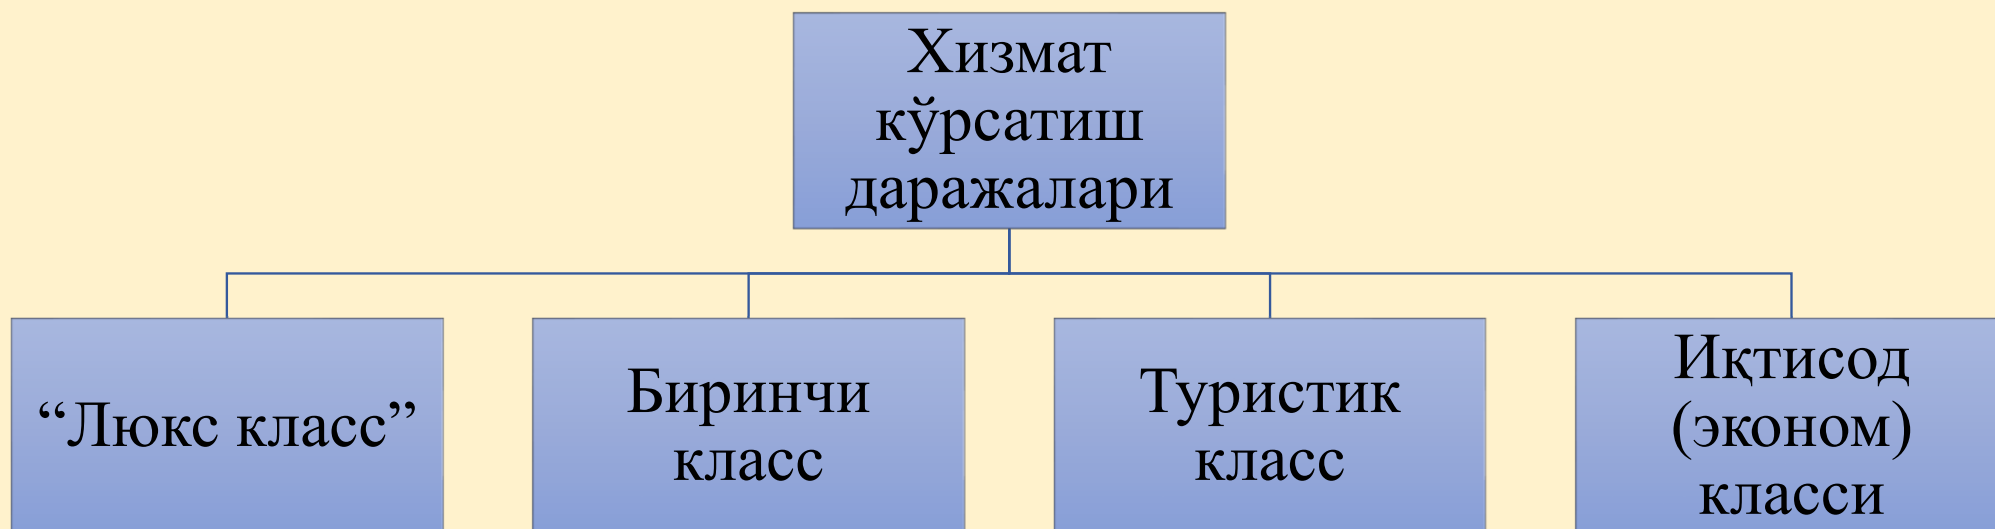 Хизмат
кўрсатиш
даражалари
“Люкс класс”
Биринчи
класс
Туристик
класс
Иқтисод
(эконом)
класси